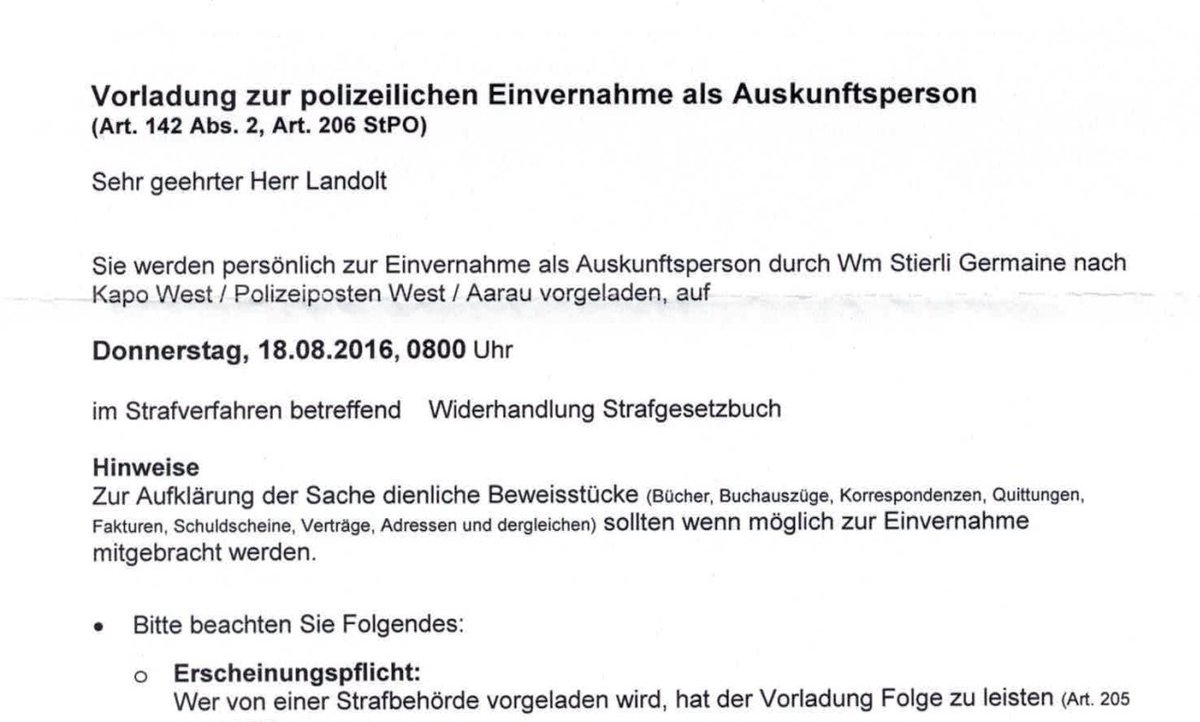 Vorladung zur polizeilichen Einvernahme als Auskunftsperson
(Art. 142 Abs. 2, Art. 206 StPO)
Sehr geehrter Herr Landolt
Sie werden persönlich zur Einvernahme als Auskunftsperson durch Wm Stierli Germaine nach
Kapo West / Polizeiposten West / Aarau vorgeladen, auf
Donnerstag, 18.08.2016, 0800 Uhr
im Strafverfahren betreffend Widerhandlung Strafgesetzbuch
Hinweise
Zur Aufklärung der Sache dienliche Beweisstücke (Bücher, Buchauszüge, Korrespondenzen, Quittungen,
Fakturen, Schuldscheine, Verträge, Adressen und dergleichen) sollten wenn möglich zur Einvernahme
mitgebracht werden.
• Bitte beachten Sie Folgendes:
o Erscheinungspflicht:
Wer von einer Strafbehörde vorgeladen wird, hat der Vorladung Folge zu leisten (Art. 205